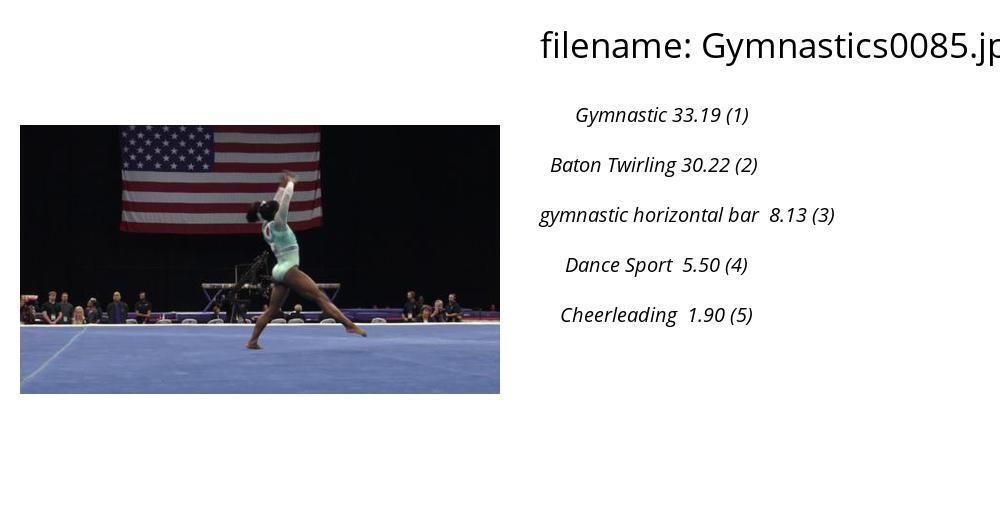 filename: Gymnastics0085.jp
Gymnastic 33.19 (1)
Baton Twirling 30.22 (2)
gymnastic horizontal bar 8.13 (3)
Dance Sport 5.50 (4)
Cheerleading 1.90 (5)